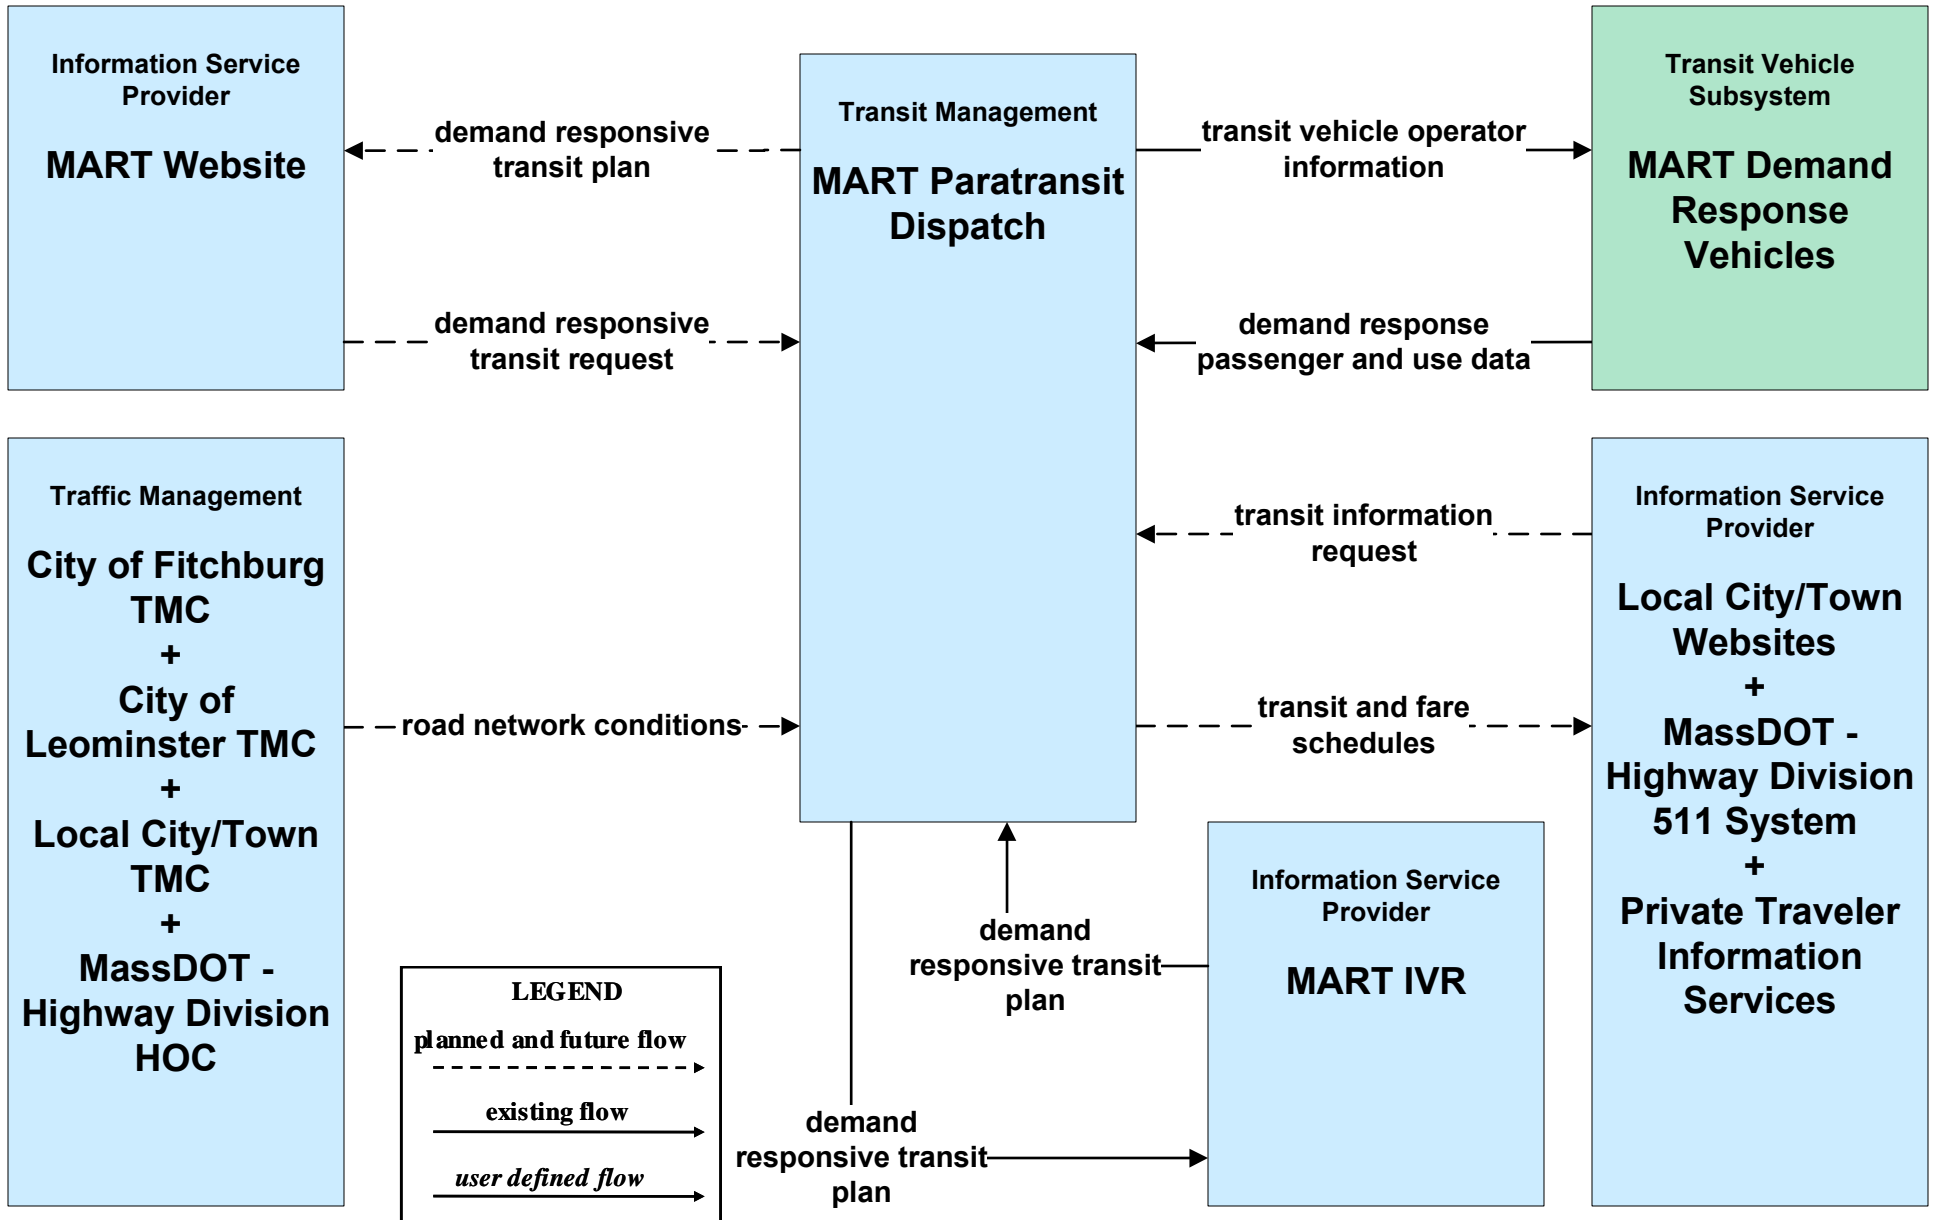 Information Service
Provider
MART Website
demand responsive
transit plan
demand responsive
transit request
Transit Management
MART Paratransit
Dispatch
transit vehicle operator
information
demand response
passenger and use data
Transit Vehicle
Subsystem
MART Demand
Response
Vehicles
Traffic Management
City of Fitchburg
TMC
+
City of
Leominster TMC
+
Local City/Town
TMC
+
MassDOT -
Highway Division
HOC
road network conditions
transit information
request
transit and fare
schedules
Information Service
Provider
Local City/Town
Websites
+
MassDOT -
Highway Division
511 System
+
Private Traveler
Information
Services
demand
responsive transit
plan
Information Service
Provider
MART IVR
demand
responsive transit
plan
LEGEND
planned and future flow
existing flow
user defined flow